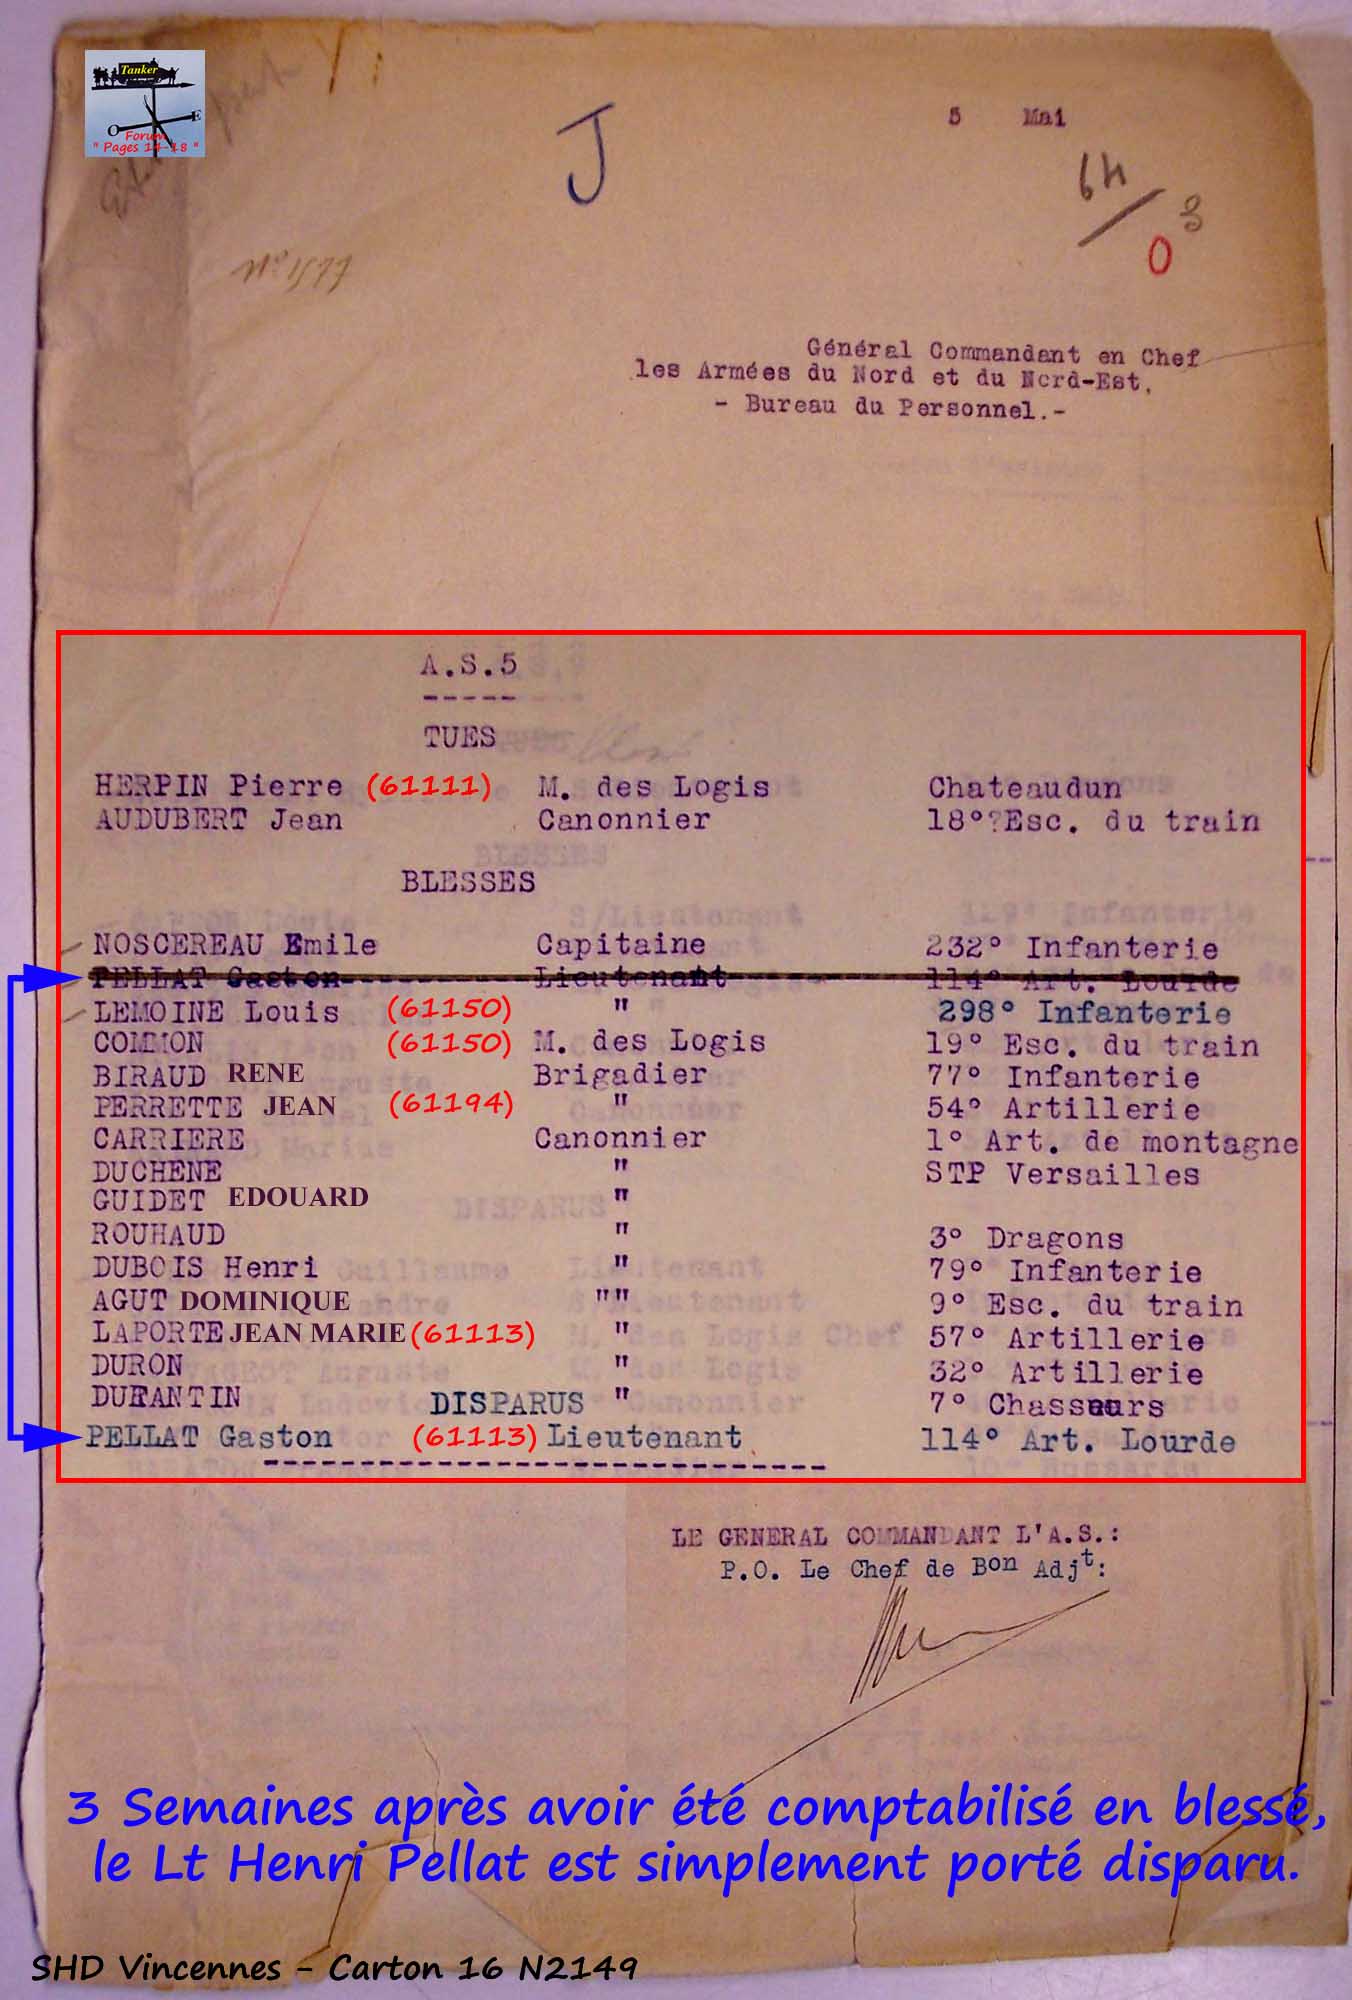 Tanker
O E
Forum
" Pages 14-18 "
J
5 Mai
64
3
0
Général Commandant en Chef
les Armées du Nord et du Nord-Est.
- Bureau du Personnel.-
A.S.5
-----
TUES
HERPIN Pierre (61111) M. des Logis Chateaudun
AUDUBERT Jean Canonnier 18°?Esc. du train
BLESSES
NOSCEREAU Emile Capitaine 232° Infanterie
PELLAT Gaston Lieutenant 114° Art. Lourde
LEMOINE Louis (61150) " 298° Infanterie
COMMON (61150) M. des Logis 19° Esc. du train
BIRAUD RENE Brigadier 77° Infanterie
PERRETTE JEAN (61194) " 54° Artillerie
CARRIERE Canonnier 1° Art. de montagne
DUCHENE " STP Versailles
GUIDET EDOUARD "
ROUHAUD " 3° Dragons
DUBOIS Henri " 79° Infanterie
AGUT DOMINIQUE "" 9° Esc. du train
LAPORTE JEAN MARIE (61113) " 57° Artillerie
DURON " 32° Artillerie
DURANTIN " 7° Chasseurs
DISPARUS
PELLAT Gaston (61113) Lieutenant 114° Art. Lourde
LE GENERAL COMMANDANT L'A.S.:
P.O. Le Chef de Bon Adjt:
3 Semaines après avoir été comptabilisé en blessé,
le Lt Henri Pellat est simplement porté disparu.
SHD Vincennes - Carton 16 N2149